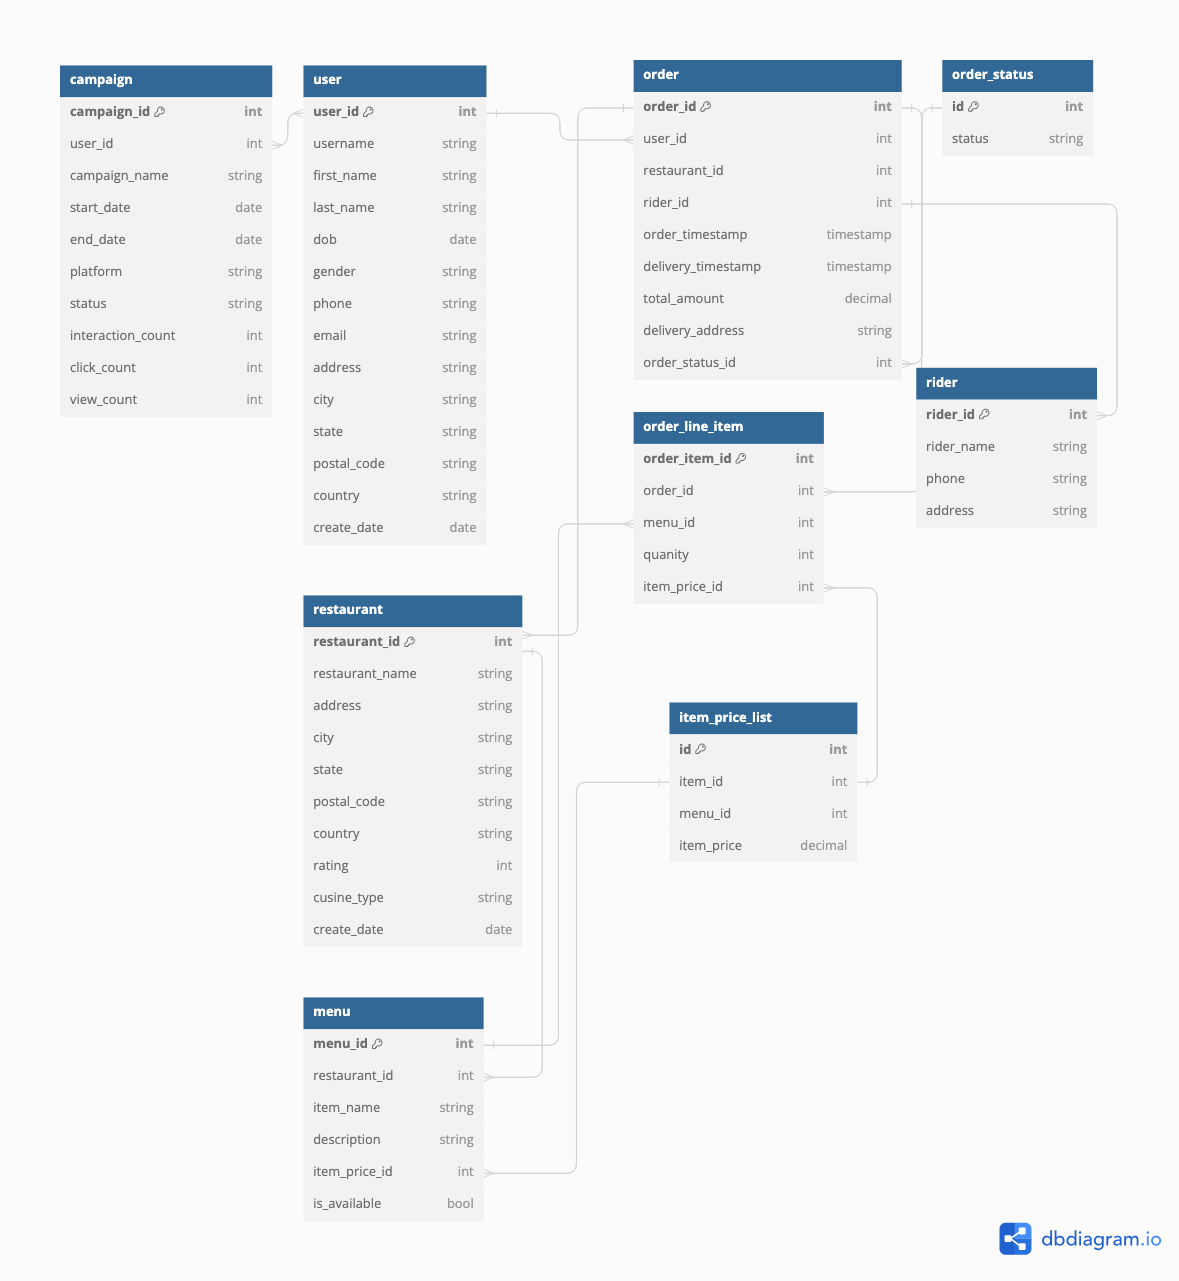 campaign
campaign_id int
user_id int
campaign_name string
start_date date
end_date date
platform string
status string
interaction_count int
click_count int
view_count int
user
user_id int
username string
first_name string
last_name string
dob date
gender string
phone string
email string
address string
city string
state string
postal_code string
country string
create_date date
order
order_id int
user_id int
restaurant_id int
rider_id int
order_timestamp timestamp
delivery_timestamp timestamp
total_amount decimal
delivery_address string
order_status_id int
order_status
id int
status string
rider
rider_id int
rider_name string
phone string
address string
order_line_item
order_item_id int
order_id int
menu_id int
quanity int
item_price_id int
restaurant
restaurant_id int
restaurant_name string
address string
city string
state string
postal_code string
country string
rating int
cusine_type string
create_date date
item_price_list
id int
item_id int
menu_id int
item_price decimal
menu
menu_id int
restaurant_id int
item_name string
description string
item_price_id int
is_available bool
dbdiagram.io